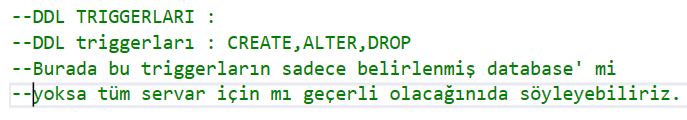 --DDL TRIGGERLARI :
--DDL triggerları : CREATE,ALTER,DROP
--Burada bu triggerların sadece belirlenmiş database' mi
--yoksa tüm servar için mı geçerli olacağınıda söyleyebiliriz.